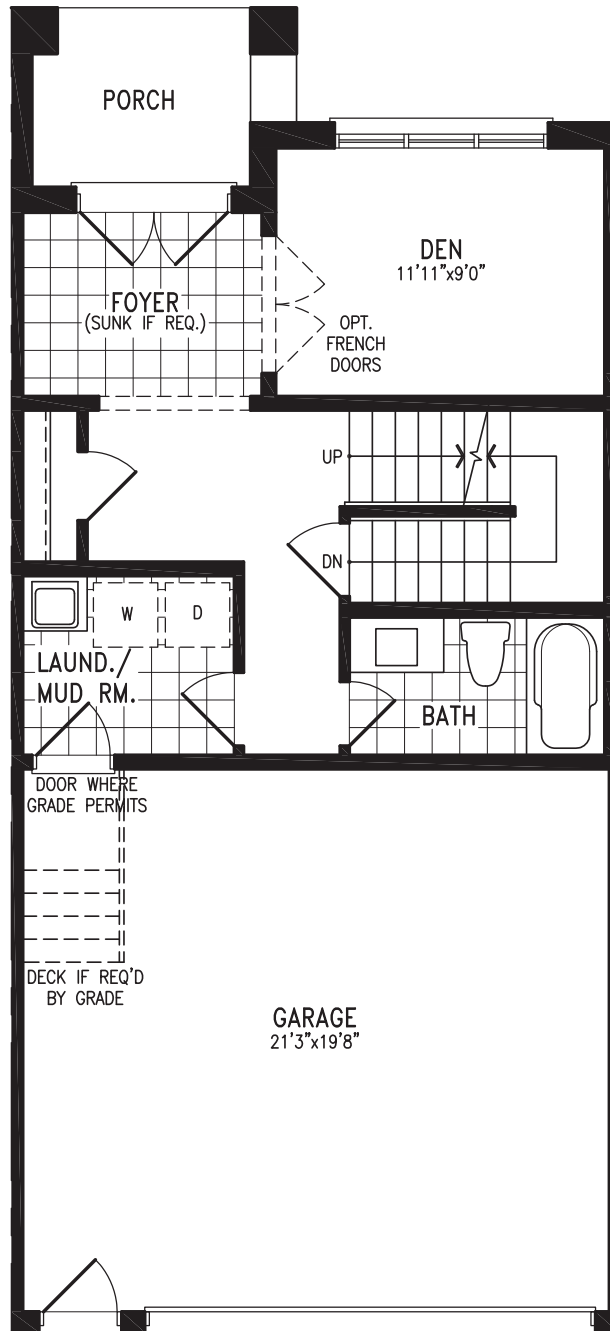 PORCH
DEN
11'11"x9'0"
FOYER
(SUNK IF REQ.)
OPT.
FRENCH
DOORS
UP
DN
W
D
LAUND./
MUD RM.
BATH
DOOR WHERE
GRADE PERMITS
DECK IF REQ'D
BY GRADE
GARAGE
21'3"x19'8"